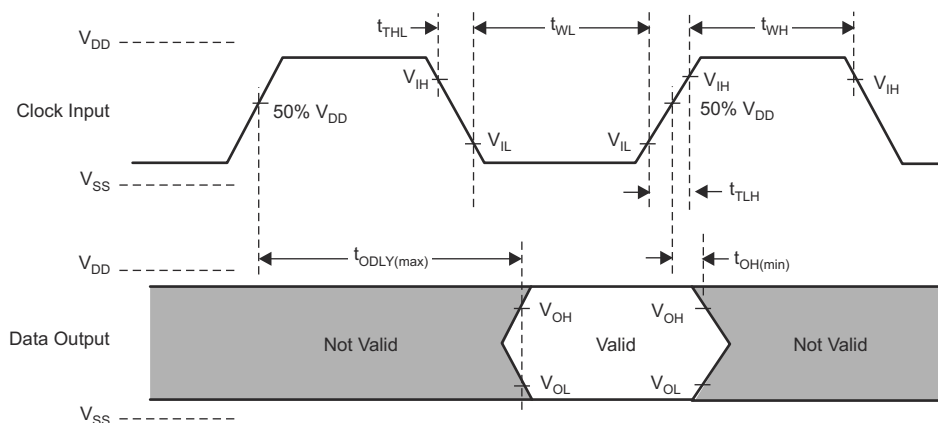 t_THL
t_WL
t_WH
V_DD
V_IH
V_IH
V_IH
Clock Input
50% V_DD
50% V_DD
V_IL
V_IL
V_SS
t_TLH
V_DD
t_ODLY(max)
t_OH(min)
V_OH
V_OH
Data Output
Not Valid
Valid
Not Valid
V_OL
V_OL
V_SS